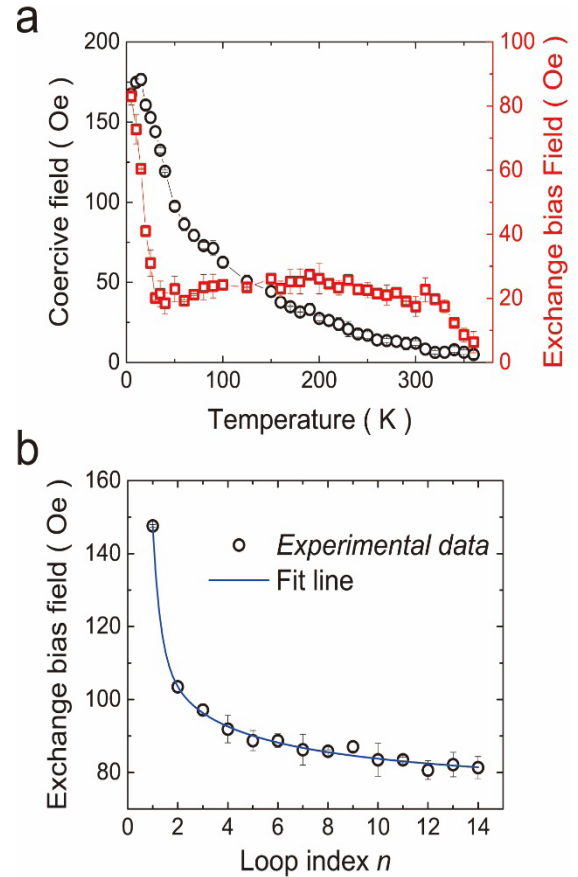 a
200
150
100
50
0
Coercive field ( Oe )
100
80
60
40
20
0
Exchange bias Field ( Oe )
0 100 200 300
Temperature ( K )
b
160
140
120
100
80
Exchange bias field ( Oe )
Experimental data
Fit line
0 2 4 6 8 10 12 14
Loop index n